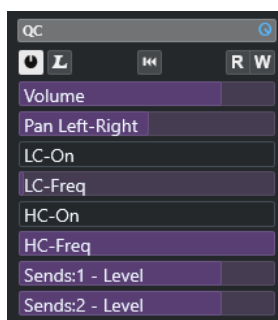 QC
L R W
Volume
Pan Left-Right
LC-On
LC-Freq
HC-On
HC-Freq
Sends:1 - Level
Sends:2 - Level